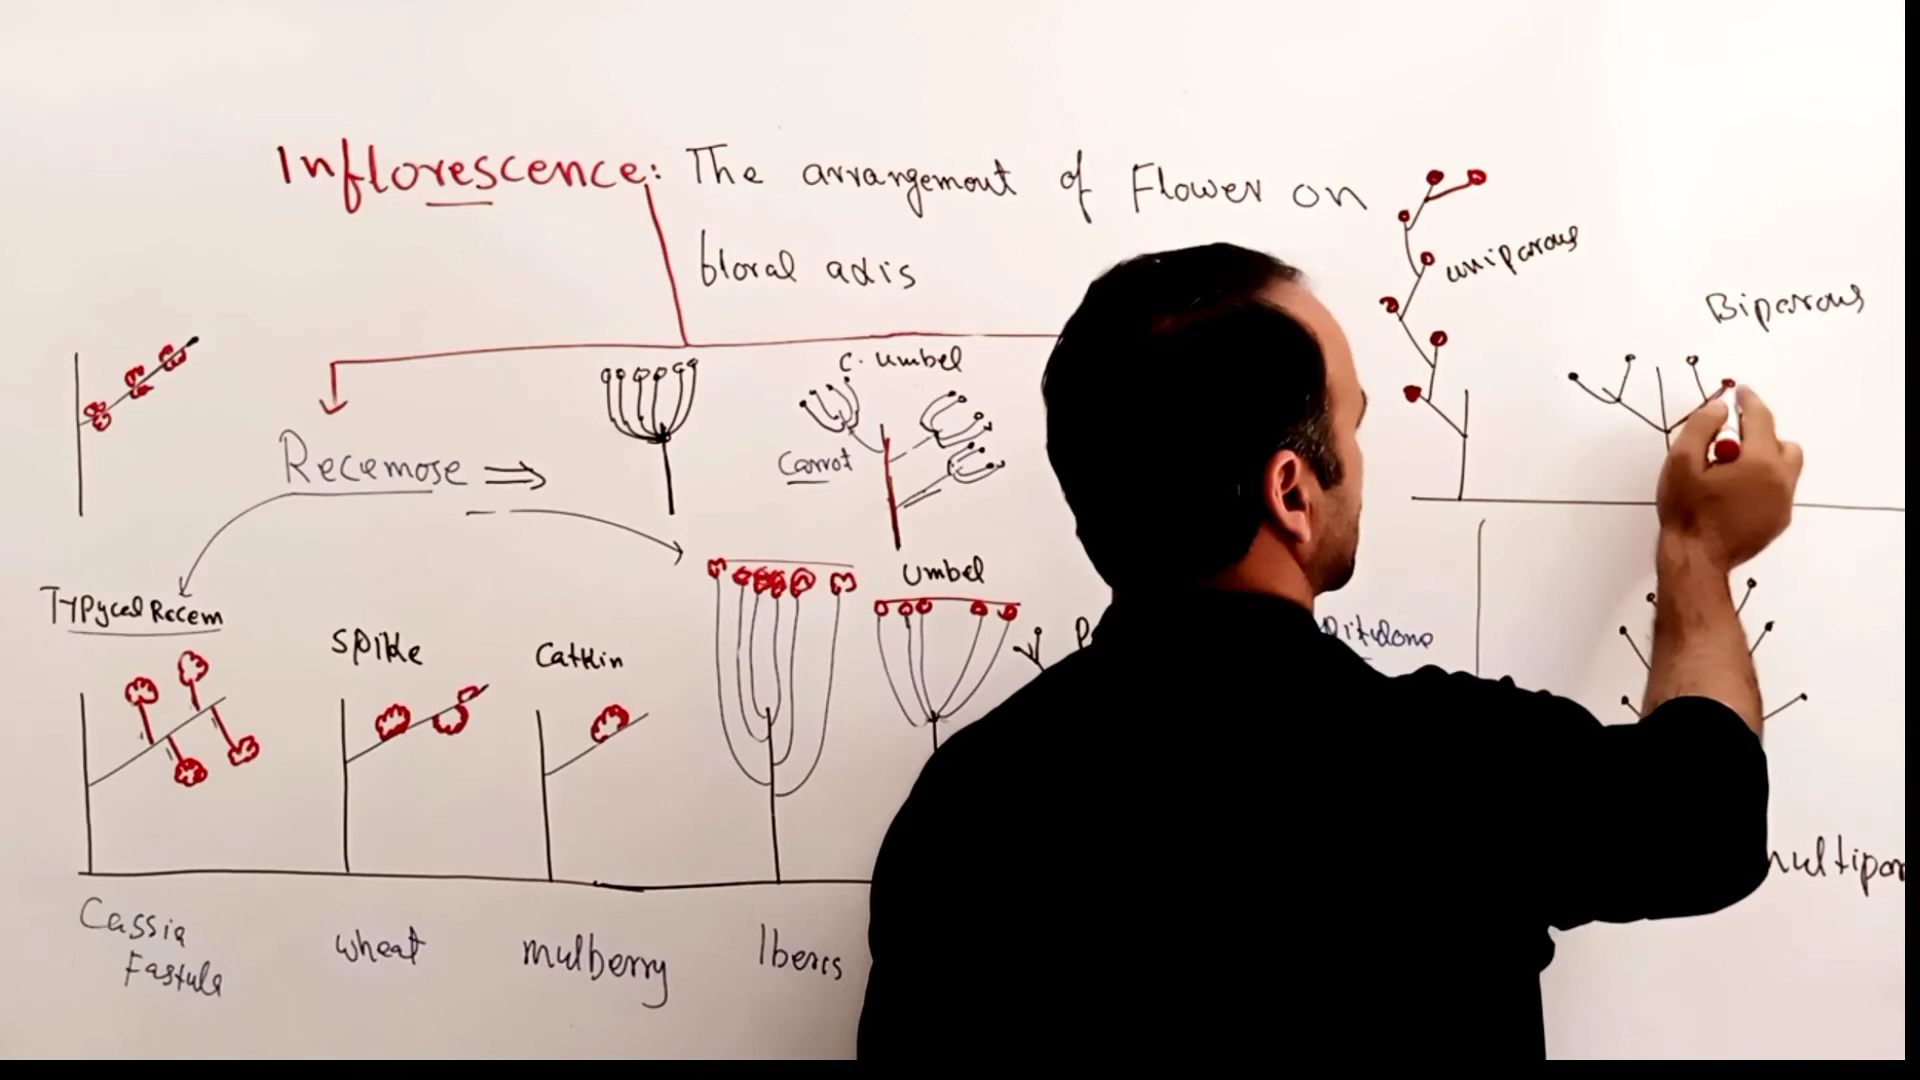 Inflorescence: The arrangement of Flower on
floral axis
uniparous
Biparous
C. umbel
Carrot
Recemose
Umbel
Typycal Recem
Spike
Catkin
Cassia
Fastula
wheat
mulberry
Iberis